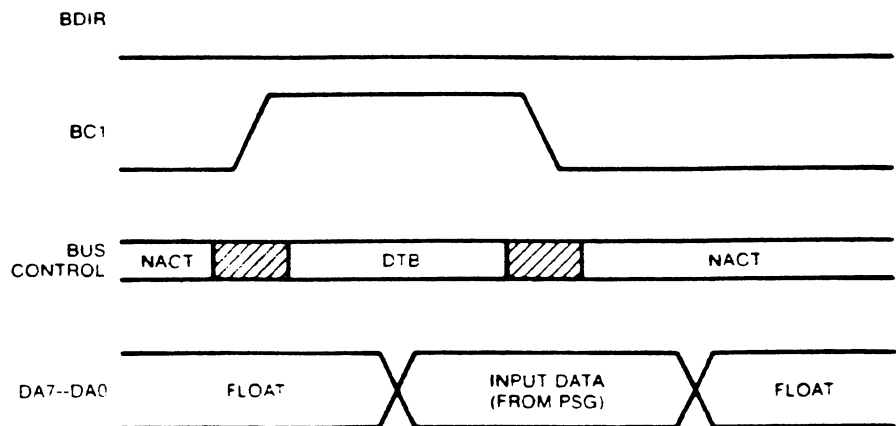 BDIR
BC1
BUS
CONTROL
NACT
DTB
NACT
DA7--DA0
FLOAT
INPUT DATA
(FROM PSG)
FLOAT